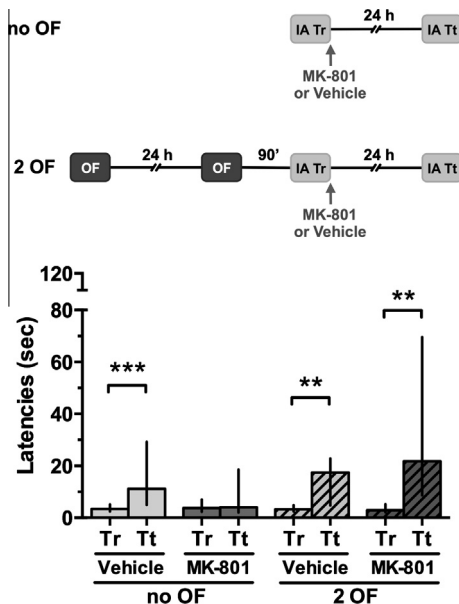 no OF
24 h
IA Tr
IA Tt
MK-801
or Vehicle
2 OF
OF
24 h
OF
90'
IA Tr
24 h
IA Tt
MK-801
or Vehicle
Latencies (sec)
120
80
60
40
20
0
***
**
**
Tr Tt Tr Tt Tr Tt Tr Tt
Vehicle MK-801 Vehicle MK-801
no OF 2 OF